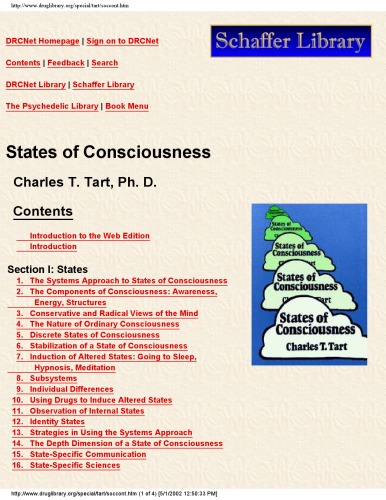 http://www.druglibrary.org/special/tart/soccont.htm
Schaffer Library
DRCNet Homepage | Sign on to DRCNet
Contents | Feedback | Search
DRCNet Library | Schaffer Library
The Psychedelic Library | Book Menu
States of Consciousness
Charles T. Tart, Ph. D.
Contents
Introduction to the Web Edition
Introduction
Section I: States
1. The Systems Approach to States of Consciousness
2. The Components of Consciousness: Awareness,
Energy, Structures
3. Conservative and Radical Views of the Mind
4. The Nature of Ordinary Consciousness
5. Discrete States of Consciousness
6. Stabilization of a State of Consciousness
7. Induction of Altered States: Going to Sleep,
Hypnosis, Meditation
8. Subsystems
9. Individual Differences
10. Using Drugs to Induce Altered States
11. Observation of Internal States
12. Identity States
13. Strategies in Using the Systems Approach
14. The Depth Dimension of a State of Consciousness
15. State-Specific Communication
16. State-Specific Sciences
States of
Consciousness
States of
Consciousness
Tart
States of
Consciousness
Charles T. Tart
http://www.druglibrary.org/special/tart/soccont.htm (1 of 4) [5/1/2002 12:50:33 PM]